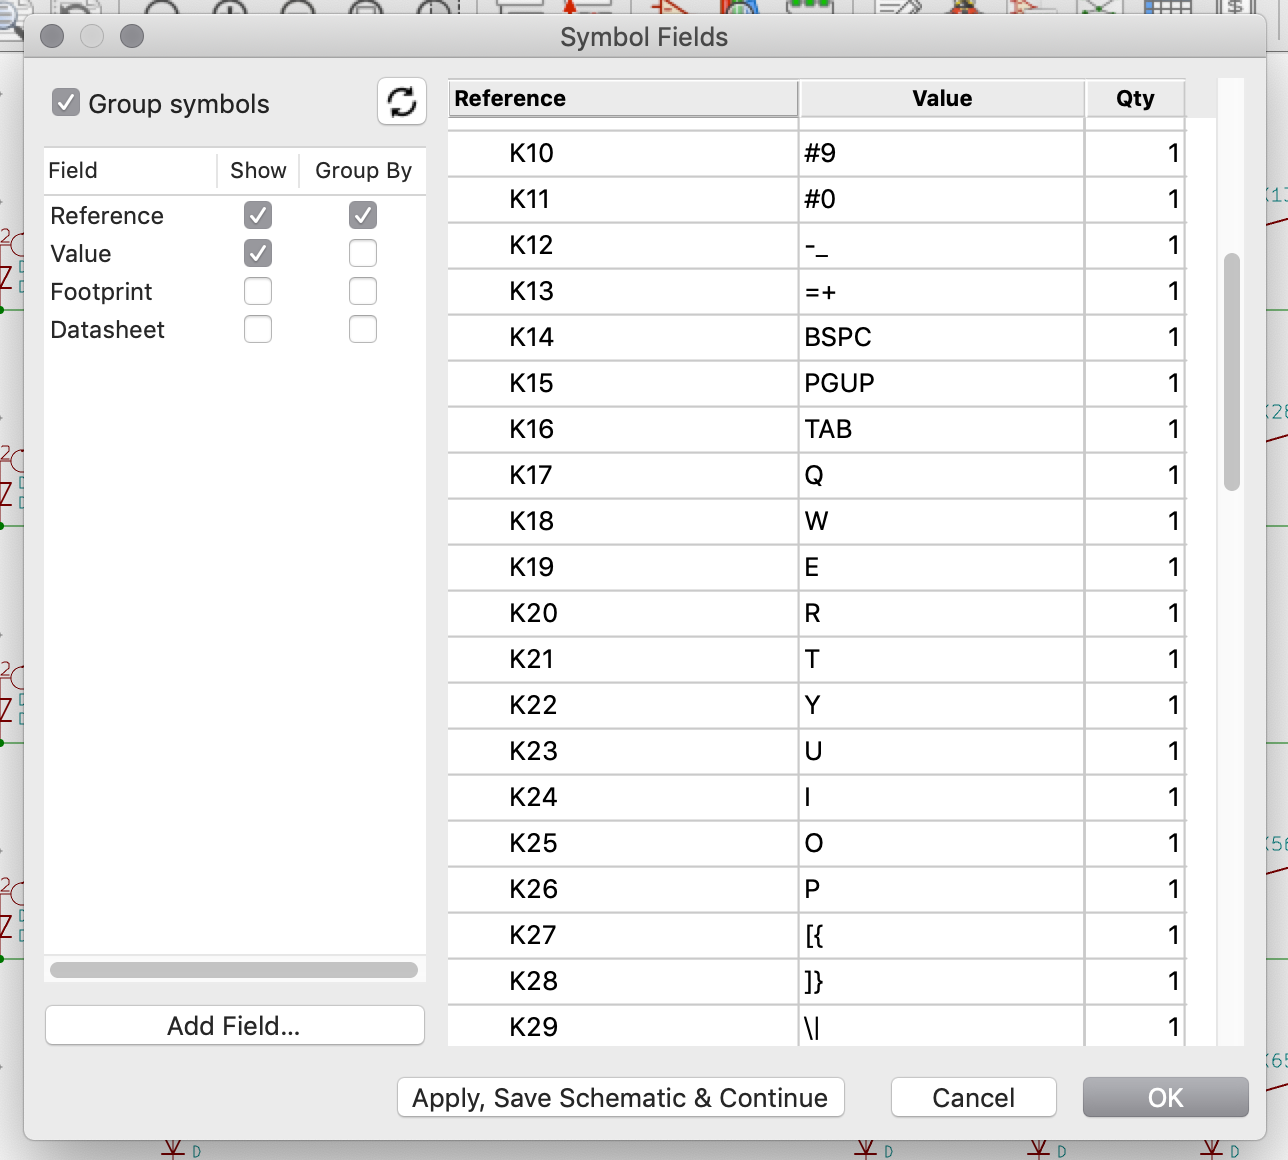 Symbol Fields
Group symbols
Field Show Group By
Reference
Value
Footprint
Datasheet
Add Field...
Reference Value Qty
K10 #9 1
K11 #0 1
K12 -_ 1
K13 =+ 1
K14 BSPC 1
K15 PGUP 1
K16 TAB 1
K17 Q 1
K18 W 1
K19 E 1
K20 R 1
K21 T 1
K22 Y 1
K23 U 1
K24 I 1
K25 O 1
K26 P 1
K27 [{ 1
K28 ]} 1
K29 \| 1
Apply, Save Schematic & Continue Cancel OK
D D D D